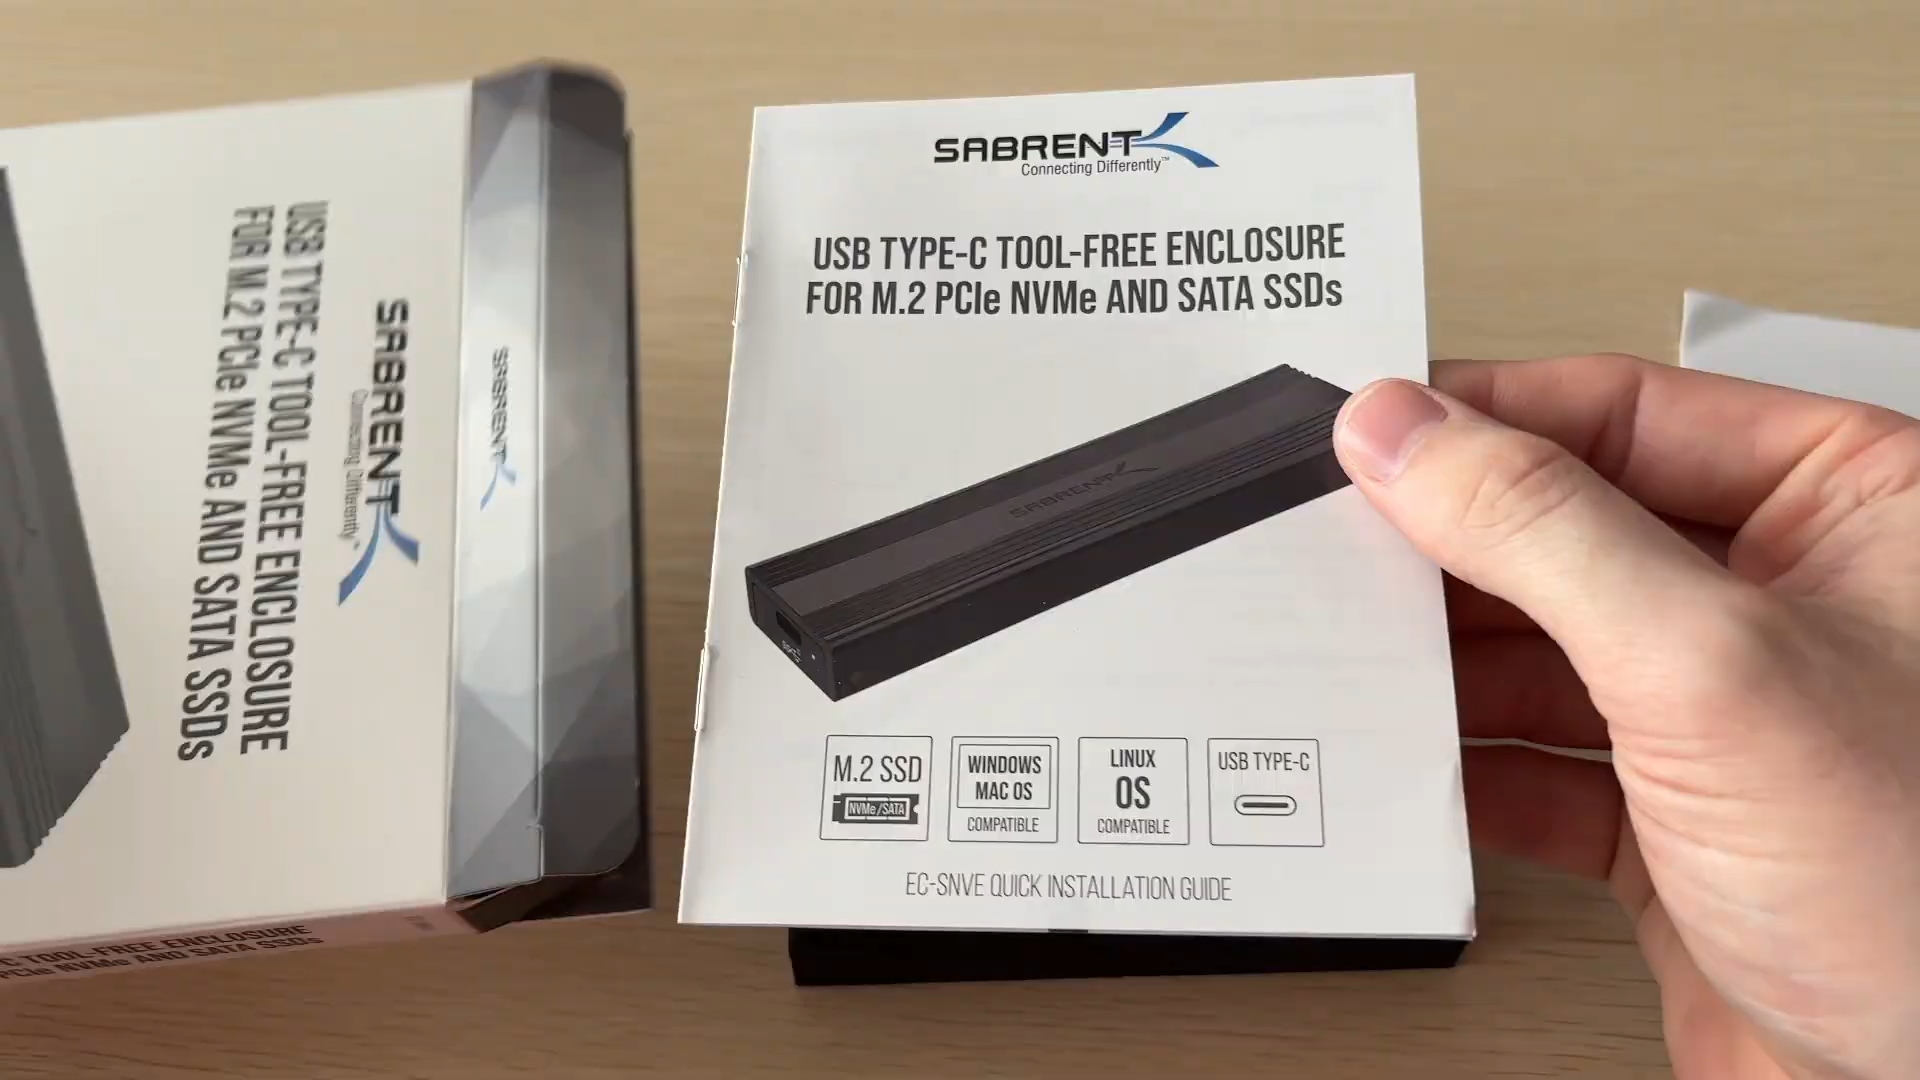 SABRENT
Connecting Differently™
USB TYPE-C TOOL-FREE ENCLOSURE
FOR M.2 PCIe NVMe AND SATA SSDs
SABRENT
M.2 SSD
NVMe/SATA
WINDOWS
MAC OS
COMPATIBLE
LINUX
OS
COMPATIBLE
USB TYPE-C
EC-SNVE QUICK INSTALLATION GUIDE
SABRENT
SABRENT
Connecting Differently™
USB TYPE-C TOOL-FREE ENCLOSURE
FOR M.2 PCIe NVMe AND SATA SSDs
C TOOL-FREE ENCLOSURE
PCIe NVMe AND SATA SSDs